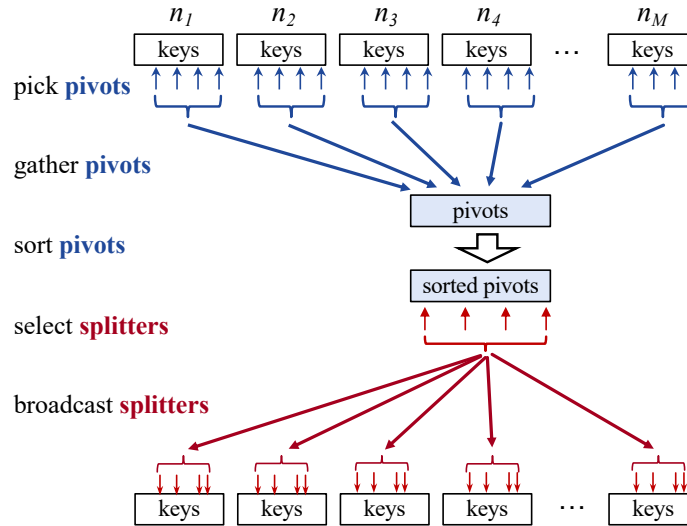 n1 n2 n3 n4 nM
keys keys keys keys ... keys
pick pivots
gather pivots
pivots
sort pivots
sorted pivots
select splitters
broadcast splitters
keys keys keys keys ... keys